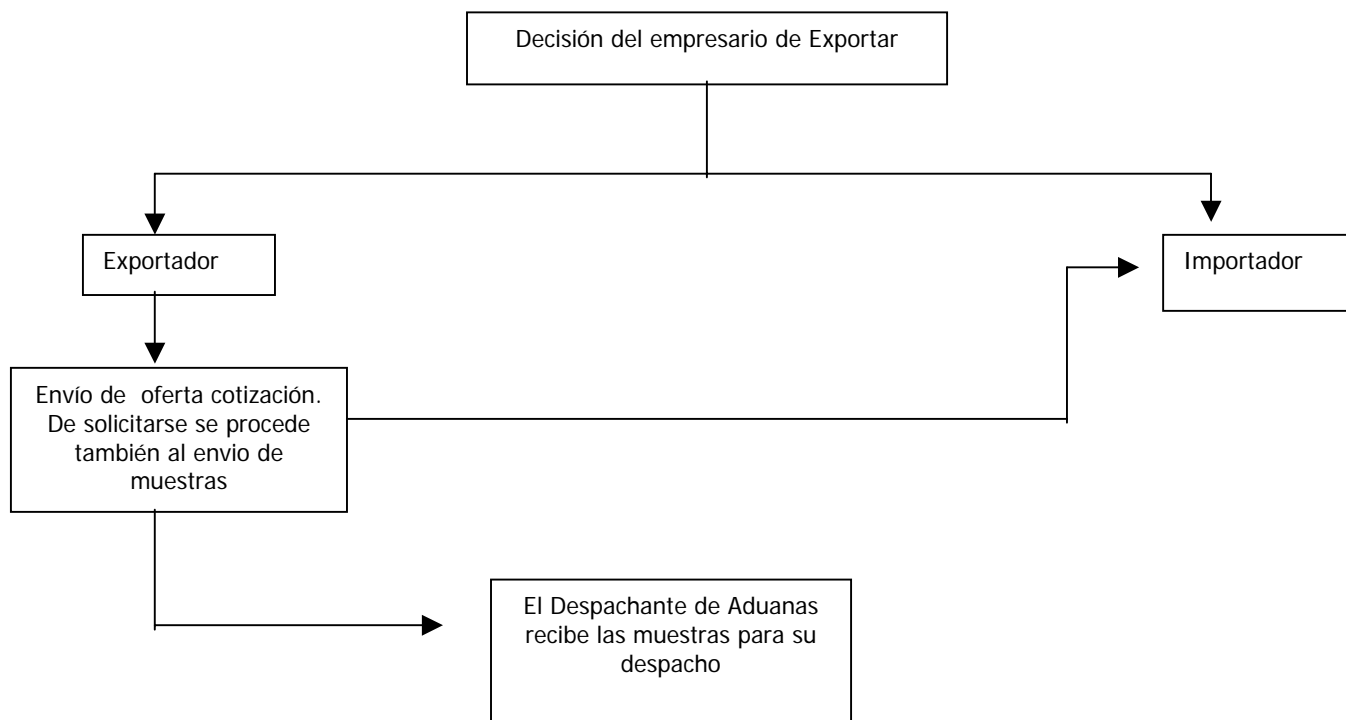 Decisión del empresario de Exportar
Exportador
Importador
Envío de oferta cotización.
De solicitarse se procede
también al envio de
muestras
El Despachante de Aduanas
recibe las muestras para su
despacho